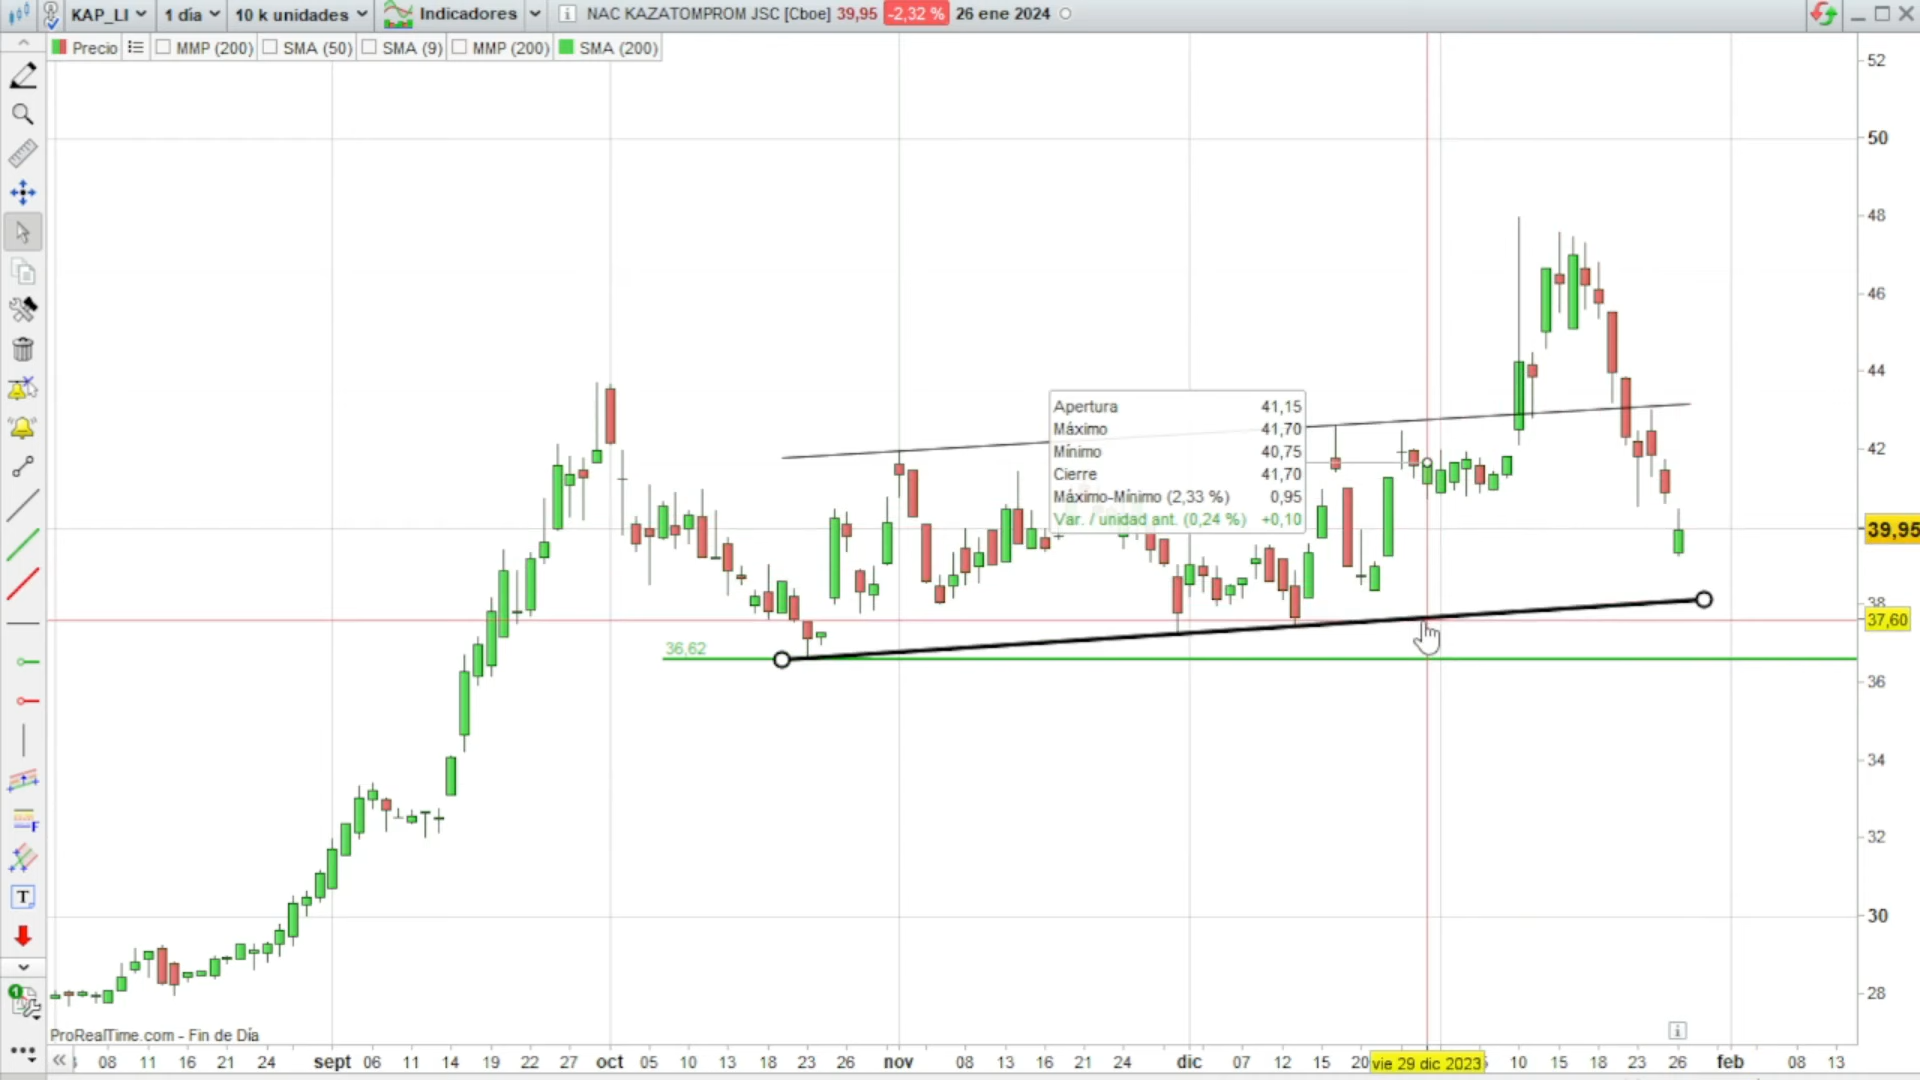 KAP_LI 1 día 10 k unidades Indicadores NAC KAZATOMPROM JSC [Cboe] 39,95 -2,32 % 26 ene 2024
Precio MMP (200) SMA (50) SMA (9) MMP (200) SMA (200)
52
50
48
46
44
42
39,95
38
37,60
36
34
32
30
28
Apertura 41,15
Máximo 41,70
Mínimo 40,75
Cierre 41,70
Máximo-Mínimo (2,33 %) 0,95
Var. / unidad ant. (0,24 %) +0,10
36,62
T
F
1
ProRealTime.com - Fin de Día
08 11 16 21 24 sept 06 11 14 19 22 27 oct 05 10 13 18 23 26 nov 08 13 16 21 24 dic 07 12 15 20 vie 29 dic 2023 10 15 18 23 26 feb 08 13